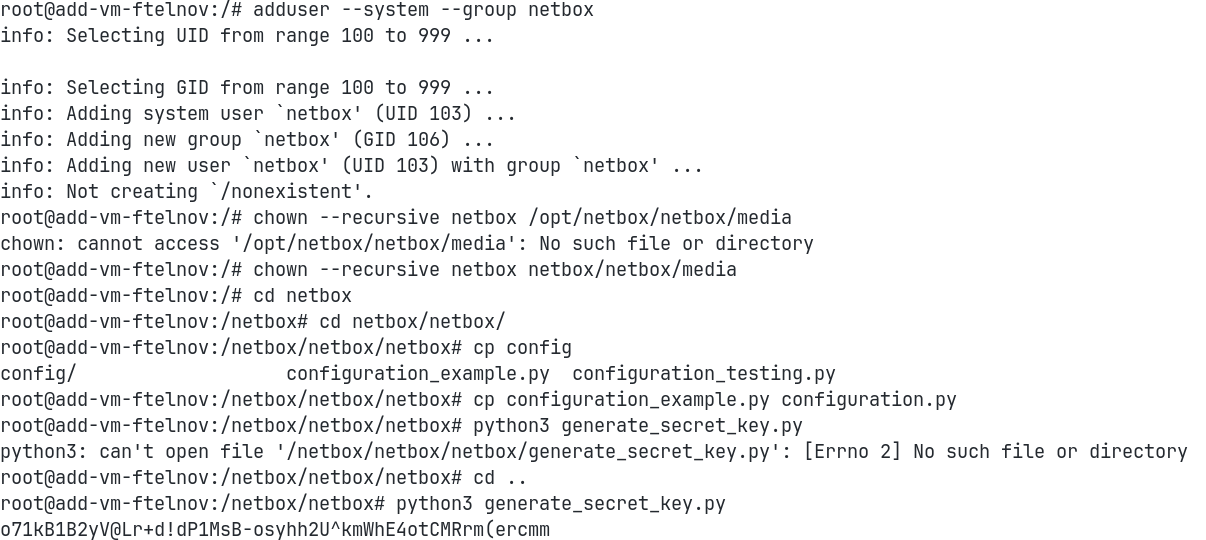 root@add-vm-ftelnov:/# adduser --system --group netbox
info: Selecting UID from range 100 to 999 ...
info: Selecting GID from range 100 to 999 ...
info: Adding system user `netbox' (UID 103) ...
info: Adding new group `netbox' (GID 106) ...
info: Adding new user `netbox' (UID 103) with group `netbox' ...
info: Not creating `/nonexistent'.
root@add-vm-ftelnov:/# chown --recursive netbox /opt/netbox/netbox/media
chown: cannot access '/opt/netbox/netbox/media': No such file or directory
root@add-vm-ftelnov:/# chown --recursive netbox netbox/netbox/media
root@add-vm-ftelnov:/# cd netbox
root@add-vm-ftelnov:/netbox# cd netbox/netbox/
root@add-vm-ftelnov:/netbox/netbox/netbox# cp config
config/                   configuration_example.py  configuration_testing.py
root@add-vm-ftelnov:/netbox/netbox/netbox# cp configuration_example.py configuration.py
root@add-vm-ftelnov:/netbox/netbox/netbox# python3 generate_secret_key.py
python3: can't open file '/netbox/netbox/netbox/generate_secret_key.py': [Errno 2] No such file or directory
root@add-vm-ftelnov:/netbox/netbox/netbox# cd ..
root@add-vm-ftelnov:/netbox/netbox# python3 generate_secret_key.py
o71kB1B2yV@Lr+d!dP1MsB-osyhh2U^kmWhE4otCMRrm(ercmm